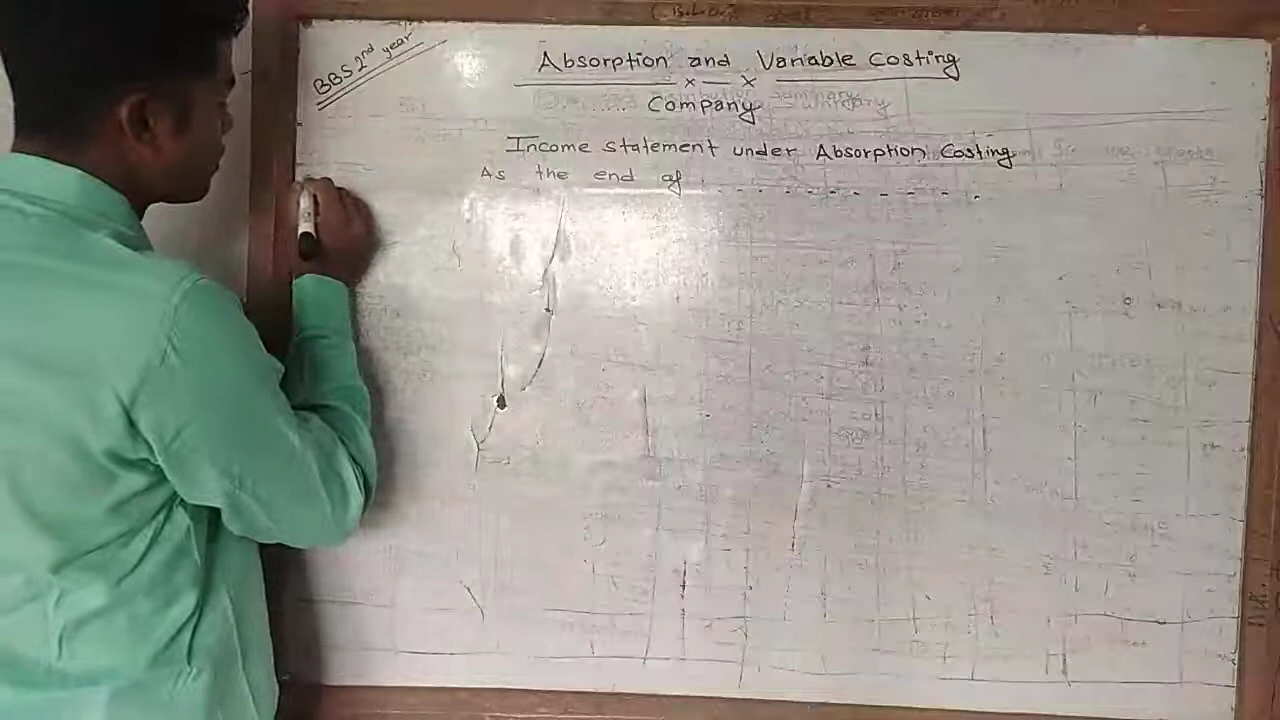 BBS 2nd year
Absorption and Variable Costing
x x
...... Company
Income statement under Absorption Costing
As the end of ..............